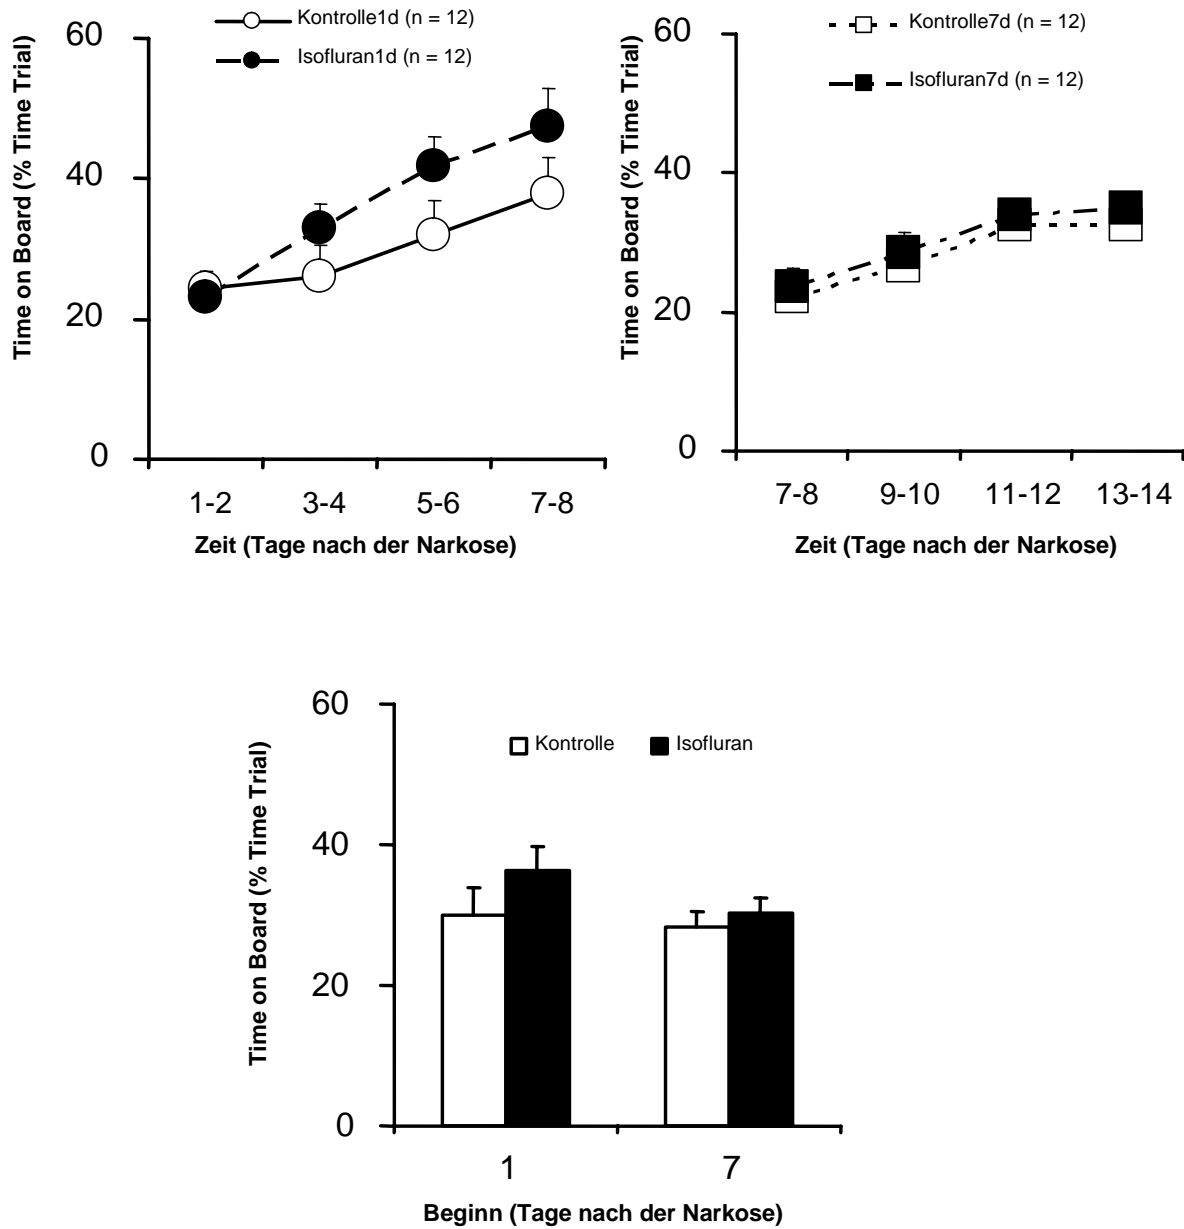 Kontrolle1d (n = 12)
Isofluran1d (n = 12)
Time on Board (% Time Trial)
60
40
20
0
1-2 3-4 5-6 7-8
Zeit (Tage nach der Narkose)
Kontrolle7d (n = 12)
Isofluran7d (n = 12)
Time on Board (% Time Trial)
60
40
20
0
7-8 9-10 11-12 13-14
Zeit (Tage nach der Narkose)
Kontrolle Isofluran
Time on Board (% Time Trial)
60
40
20
0
1 7
Beginn (Tage nach der Narkose)